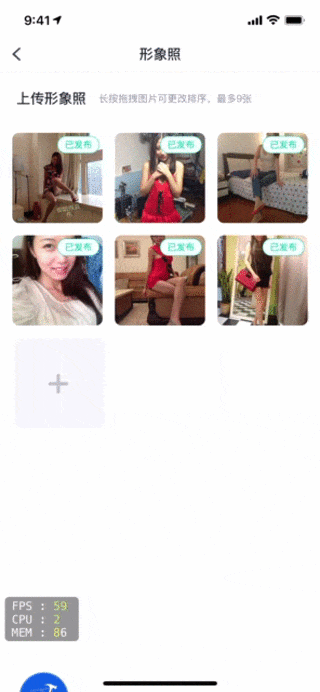 9:41
形象照
上传形象照 长按拖拽图片可更改排序，最多9张
已发布 已发布 已发布
已发布 已发布 已发布
FPS : 59
CPU : 2
MEM : 86